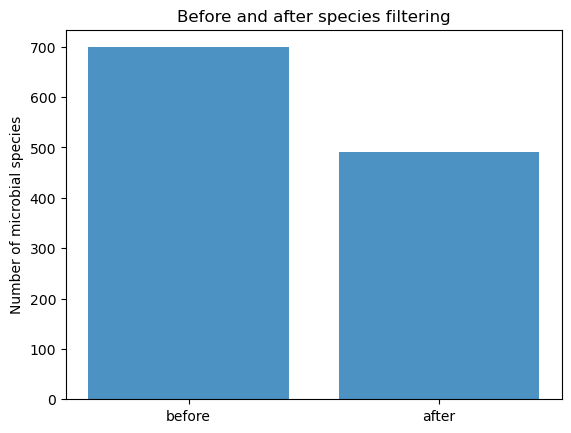 Before and after species filtering
Number of microbial species
700
600
500
400
300
200
100
0
before
after